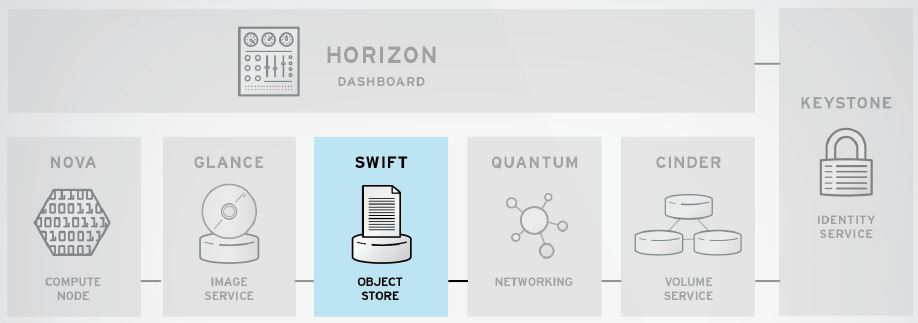 HORIZON
DASHBOARD
KEYSTONE
IDENTITY
SERVICE
NOVA
COMPUTE
NODE
GLANCE
IMAGE
SERVICE
SWIFT
OBJECT
STORE
QUANTUM
NETWORKING
CINDER
VOLUME
SERVICE